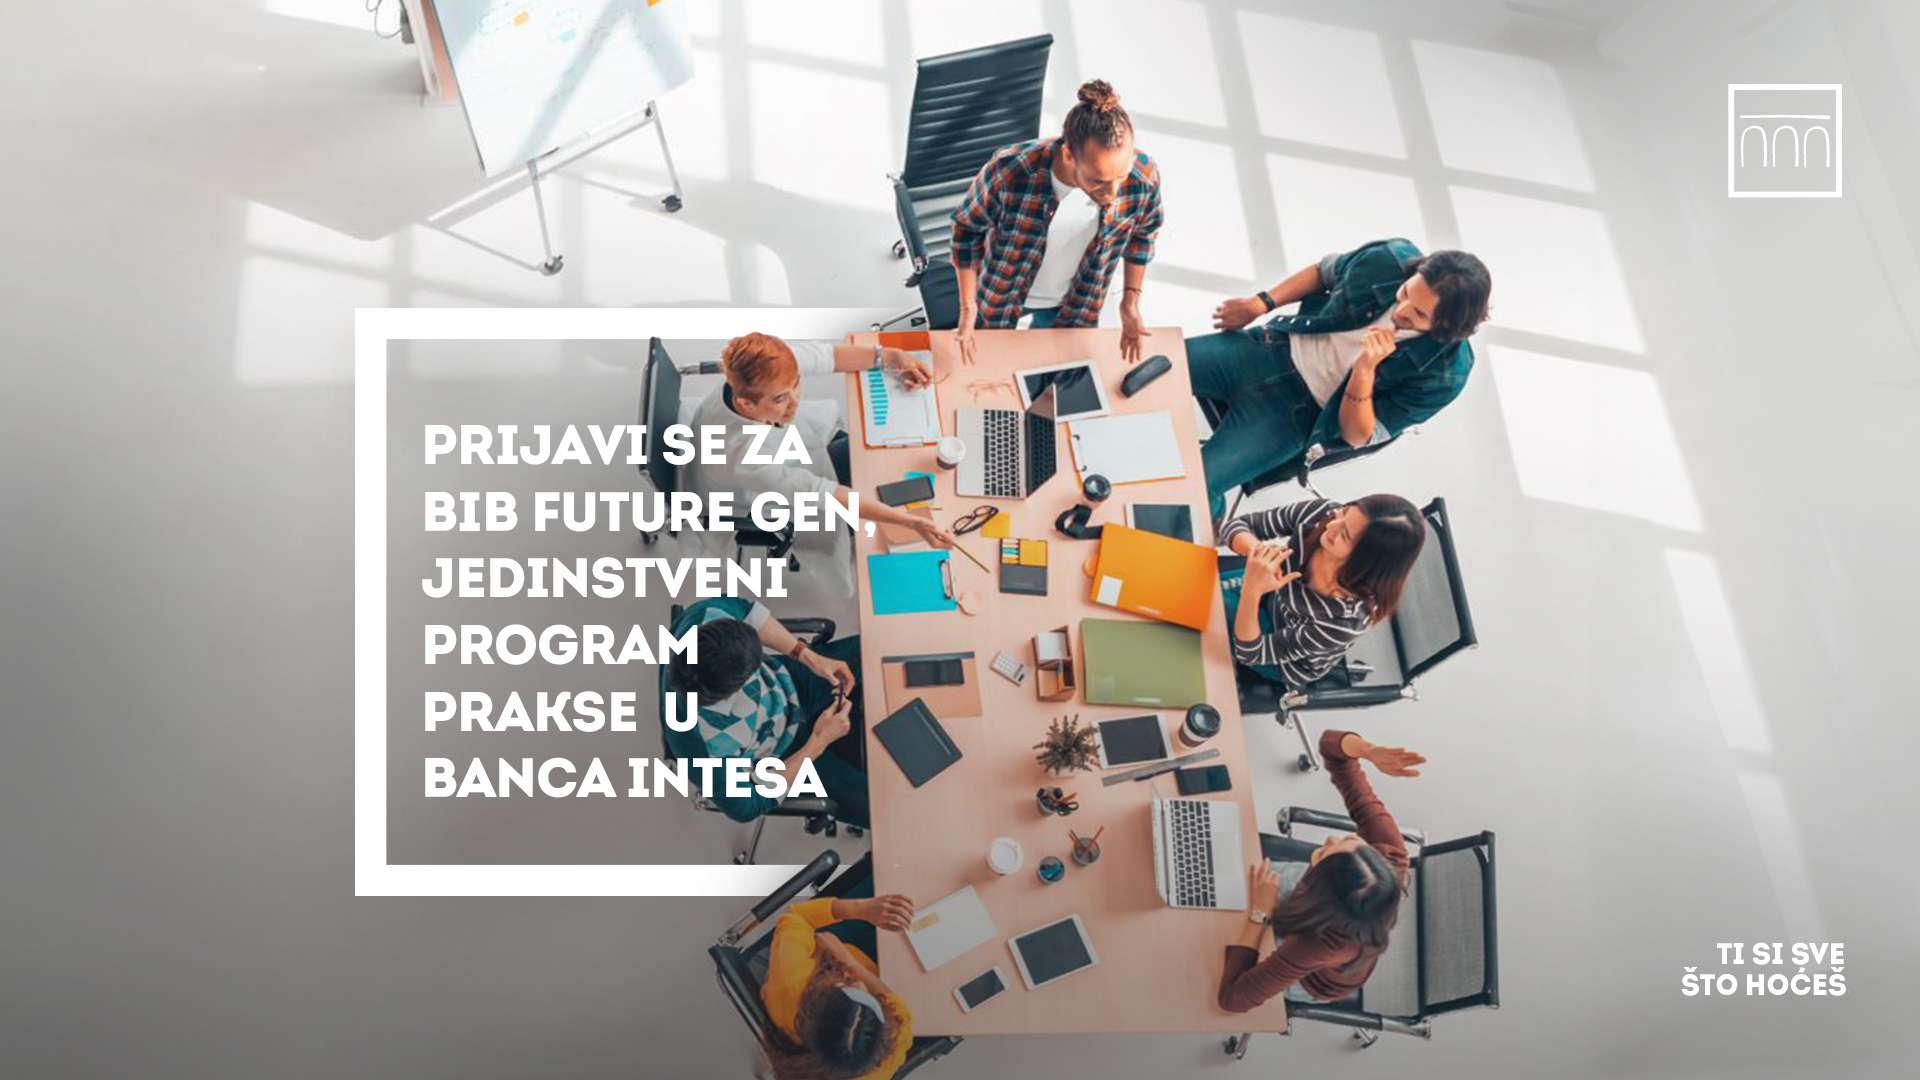 PRIJAVI SE ZA
BIB FUTURE GEN,
JEDINSTVENI
PROGRAM
PRAKSE U
BANCA INTESA
TI SI SVE
ŠTO HOĆEŠ